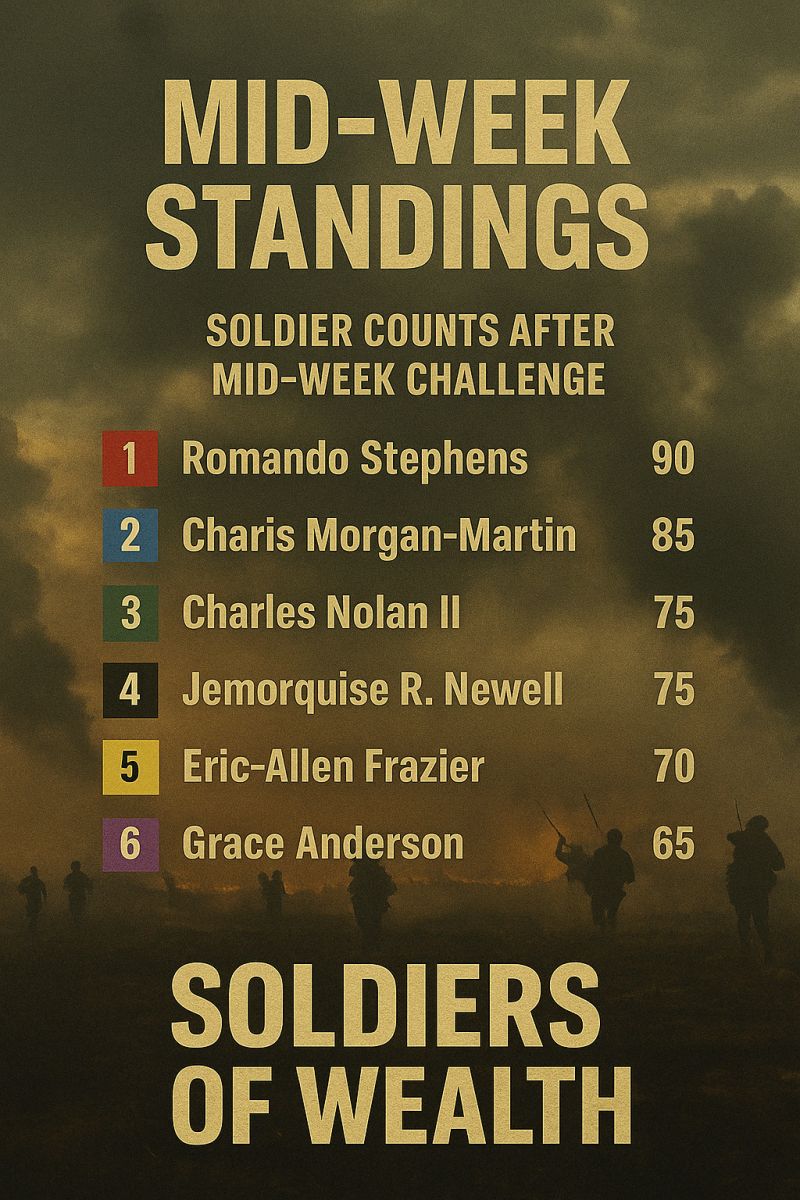 MID-WEEK
STANDINGS
SOLDIER COUNTS AFTER
MID-WEEK CHALLENGE
1 Romando Stephens 90
2 Charis Morgan-Martin 85
3 Charles Nolan II 75
4 Jemorquise R. Newell 75
5 Eric-Allen Frazier 70
6 Grace Anderson 65
SOLDIERS
OF WEALTH